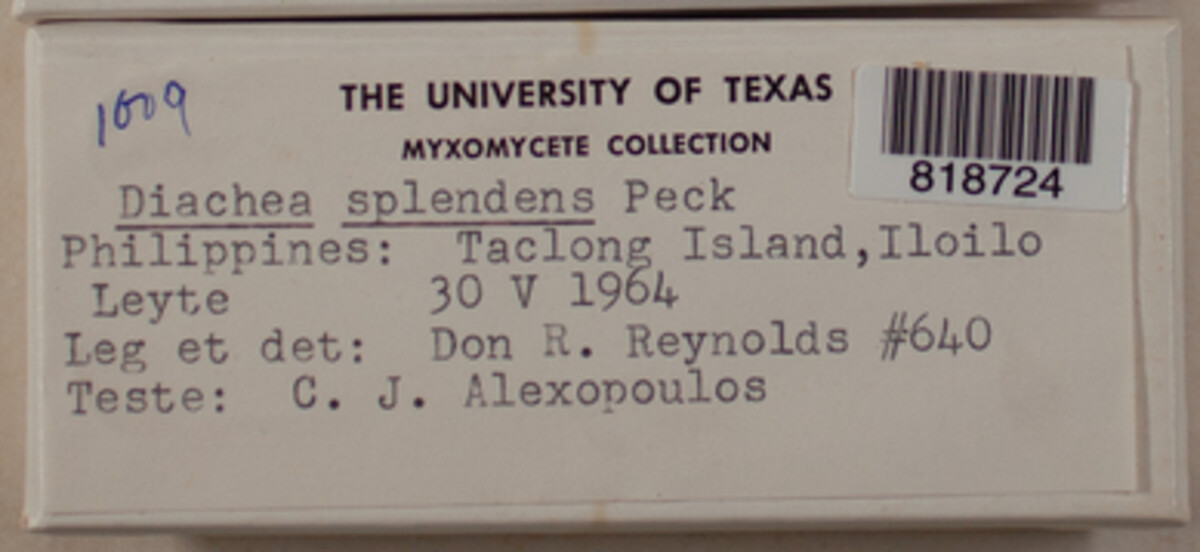 1609
THE UNIVERSITY OF TEXAS
MYXOMYCETE COLLECTION
818724
Diachea splendens Peck
Philippines: Taclong Island,Iloilo
Leyte 30 V 1964
Leg et det: Don R. Reynolds #640
Teste: C. J. Alexopoulos